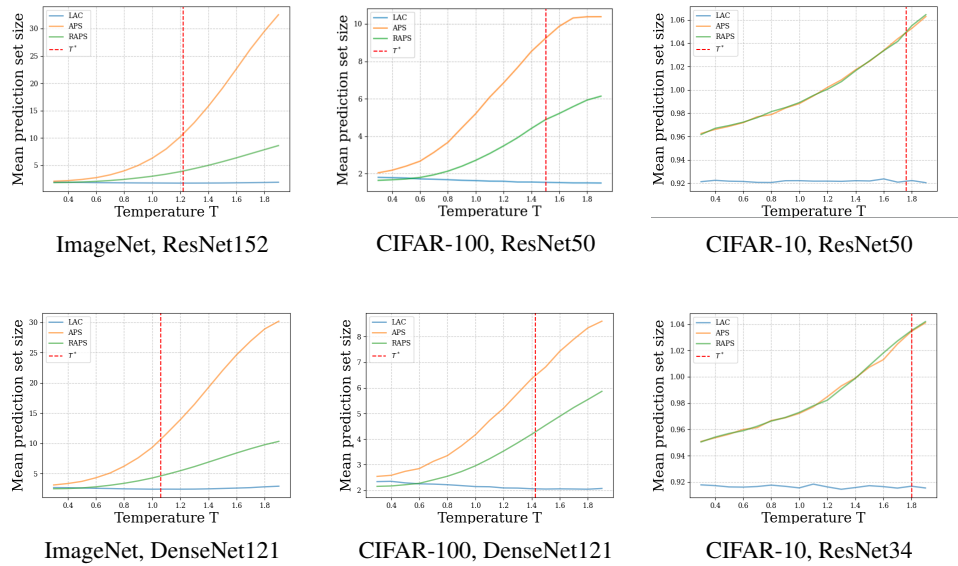 Mean prediction set size
30
25
20
15
10
5
LAC
APS
RAPS
T*
0.4 0.6 0.8 1.0 1.2 1.4 1.6 1.8
Temperature T
ImageNet, ResNet152
Mean prediction set size
10
8
6
4
2
LAC
APS
RAPS
T*
0.4 0.6 0.8 1.0 1.2 1.4 1.6 1.8
Temperature T
CIFAR-100, ResNet50
Mean prediction set size
1.06
1.04
1.02
1.00
0.98
0.96
0.94
0.92
LAC
APS
RAPS
T*
0.4 0.6 0.8 1.0 1.2 1.4 1.6 1.8
Temperature T
CIFAR-10, ResNet50
Mean prediction set size
30
25
20
15
10
5
LAC
APS
RAPS
T*
0.4 0.6 0.8 1.0 1.2 1.4 1.6 1.8
Temperature T
ImageNet, DenseNet121
Mean prediction set size
8
7
6
5
4
3
2
LAC
APS
RAPS
T*
0.4 0.6 0.8 1.0 1.2 1.4 1.6 1.8
Temperature T
CIFAR-100, DenseNet121
Mean prediction set size
1.04
1.02
1.00
0.98
0.96
0.94
0.92
LAC
APS
RAPS
T*
0.4 0.6 0.8 1.0 1.2 1.4 1.6 1.8
Temperature T
CIFAR-10, ResNet34